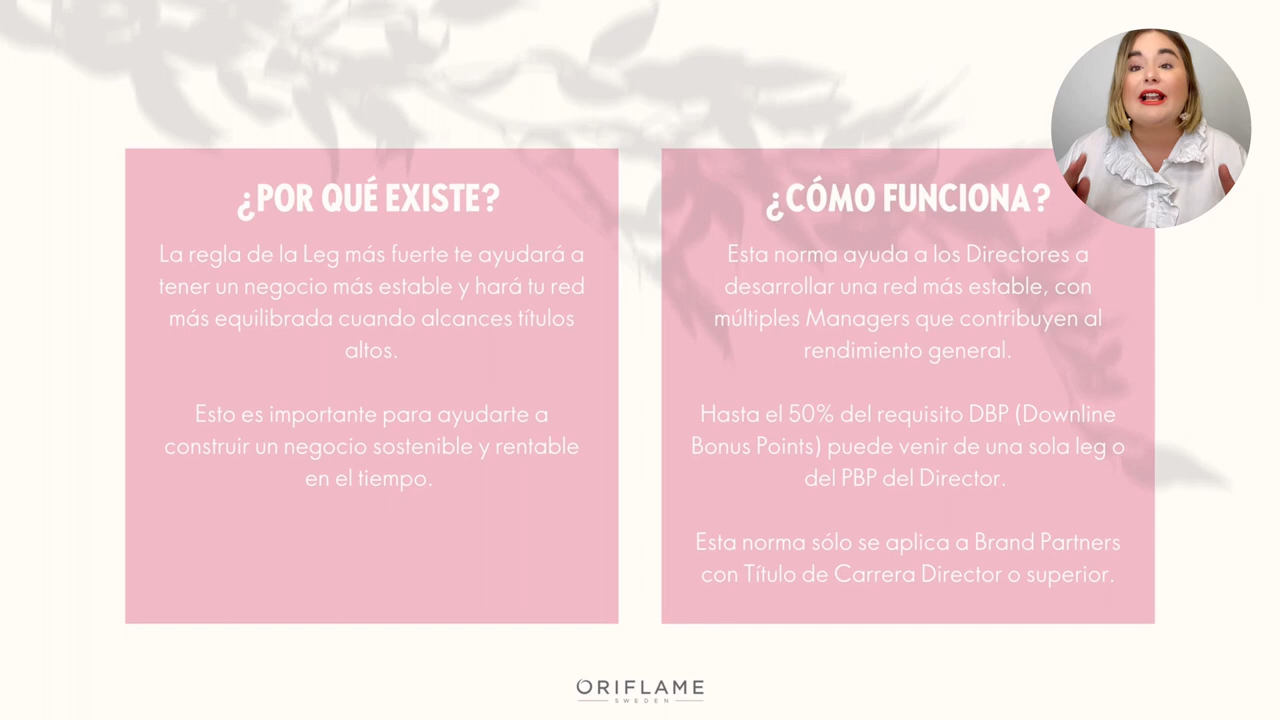 ¿POR QUÉ EXISTE?
La regla de la Leg más fuerte te ayudará a
tener un negocio más estable y hará tu red
más equilibrada cuando alcances títulos
altos.
Esto es importante para ayudarte a
construir un negocio sostenible y rentable
en el tiempo.
¿CÓMO FUNCIONA?
Esta norma ayuda a los Directores a
desarrollar una red más estable, con
múltiples Managers que contribuyen al
rendimiento general.
Hasta el 50% del requisito DBP (Downline
Bonus Points) puede venir de una sola leg o
del PBP del Director.
Esta norma sólo se aplica a Brand Partners
con Título de Carrera Director o superior.
ORIFLAME
SWEDEN